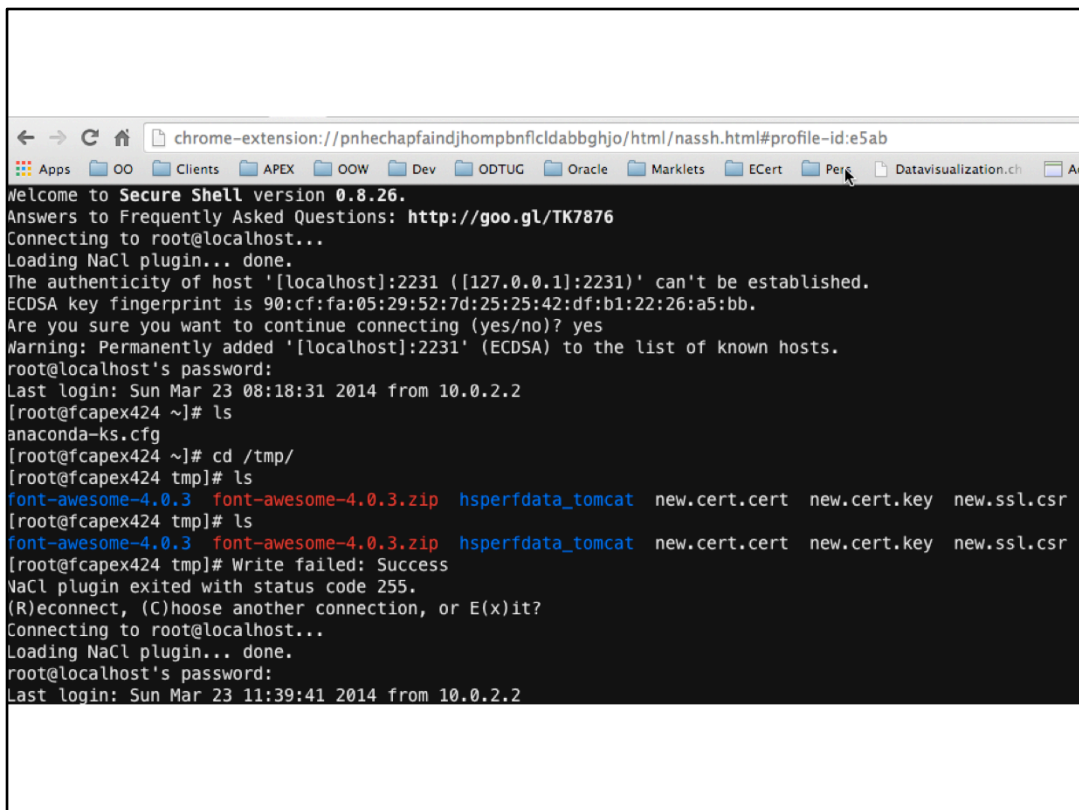 chrome-extension://pnhechapfaindjhompbnflcldabbghjo/html/nassh.html#profile-id:e5ab
Apps OO Clients APEX OOW Dev ODTUG Oracle Marklets ECert Pers Datavisualization.ch
Welcome to Secure Shell version 0.8.26.
Answers to Frequently Asked Questions: http://goo.gl/TK7876
Connecting to root@localhost...
Loading NaCl plugin... done.
The authenticity of host '[localhost]:2231 ([127.0.0.1]:2231)' can't be established.
ECDSA key fingerprint is 90:cf:fa:05:29:52:7d:25:25:42:df:b1:22:26:a5:bb.
Are you sure you want to continue connecting (yes/no)? yes
Warning: Permanently added '[localhost]:2231' (ECDSA) to the list of known hosts.
root@localhost's password:
Last login: Sun Mar 23 08:18:31 2014 from 10.0.2.2
[root@fcapex424 ~]# ls
anaconda-ks.cfg
[root@fcapex424 ~]# cd /tmp/
[root@fcapex424 tmp]# ls
font-awesome-4.0.3 font-awesome-4.0.3.zip hsperfdata_tomcat new.cert.cert new.cert.key new.ssl.csr
[root@fcapex424 tmp]# ls
font-awesome-4.0.3 font-awesome-4.0.3.zip hsperfdata_tomcat new.cert.cert new.cert.key new.ssl.csr
[root@fcapex424 tmp]# Write failed: Success
NaCl plugin exited with status code 255.
(R)econnect, (C)hoose another connection, or E(x)it?
Connecting to root@localhost...
Loading NaCl plugin... done.
root@localhost's password:
Last login: Sun Mar 23 11:39:41 2014 from 10.0.2.2